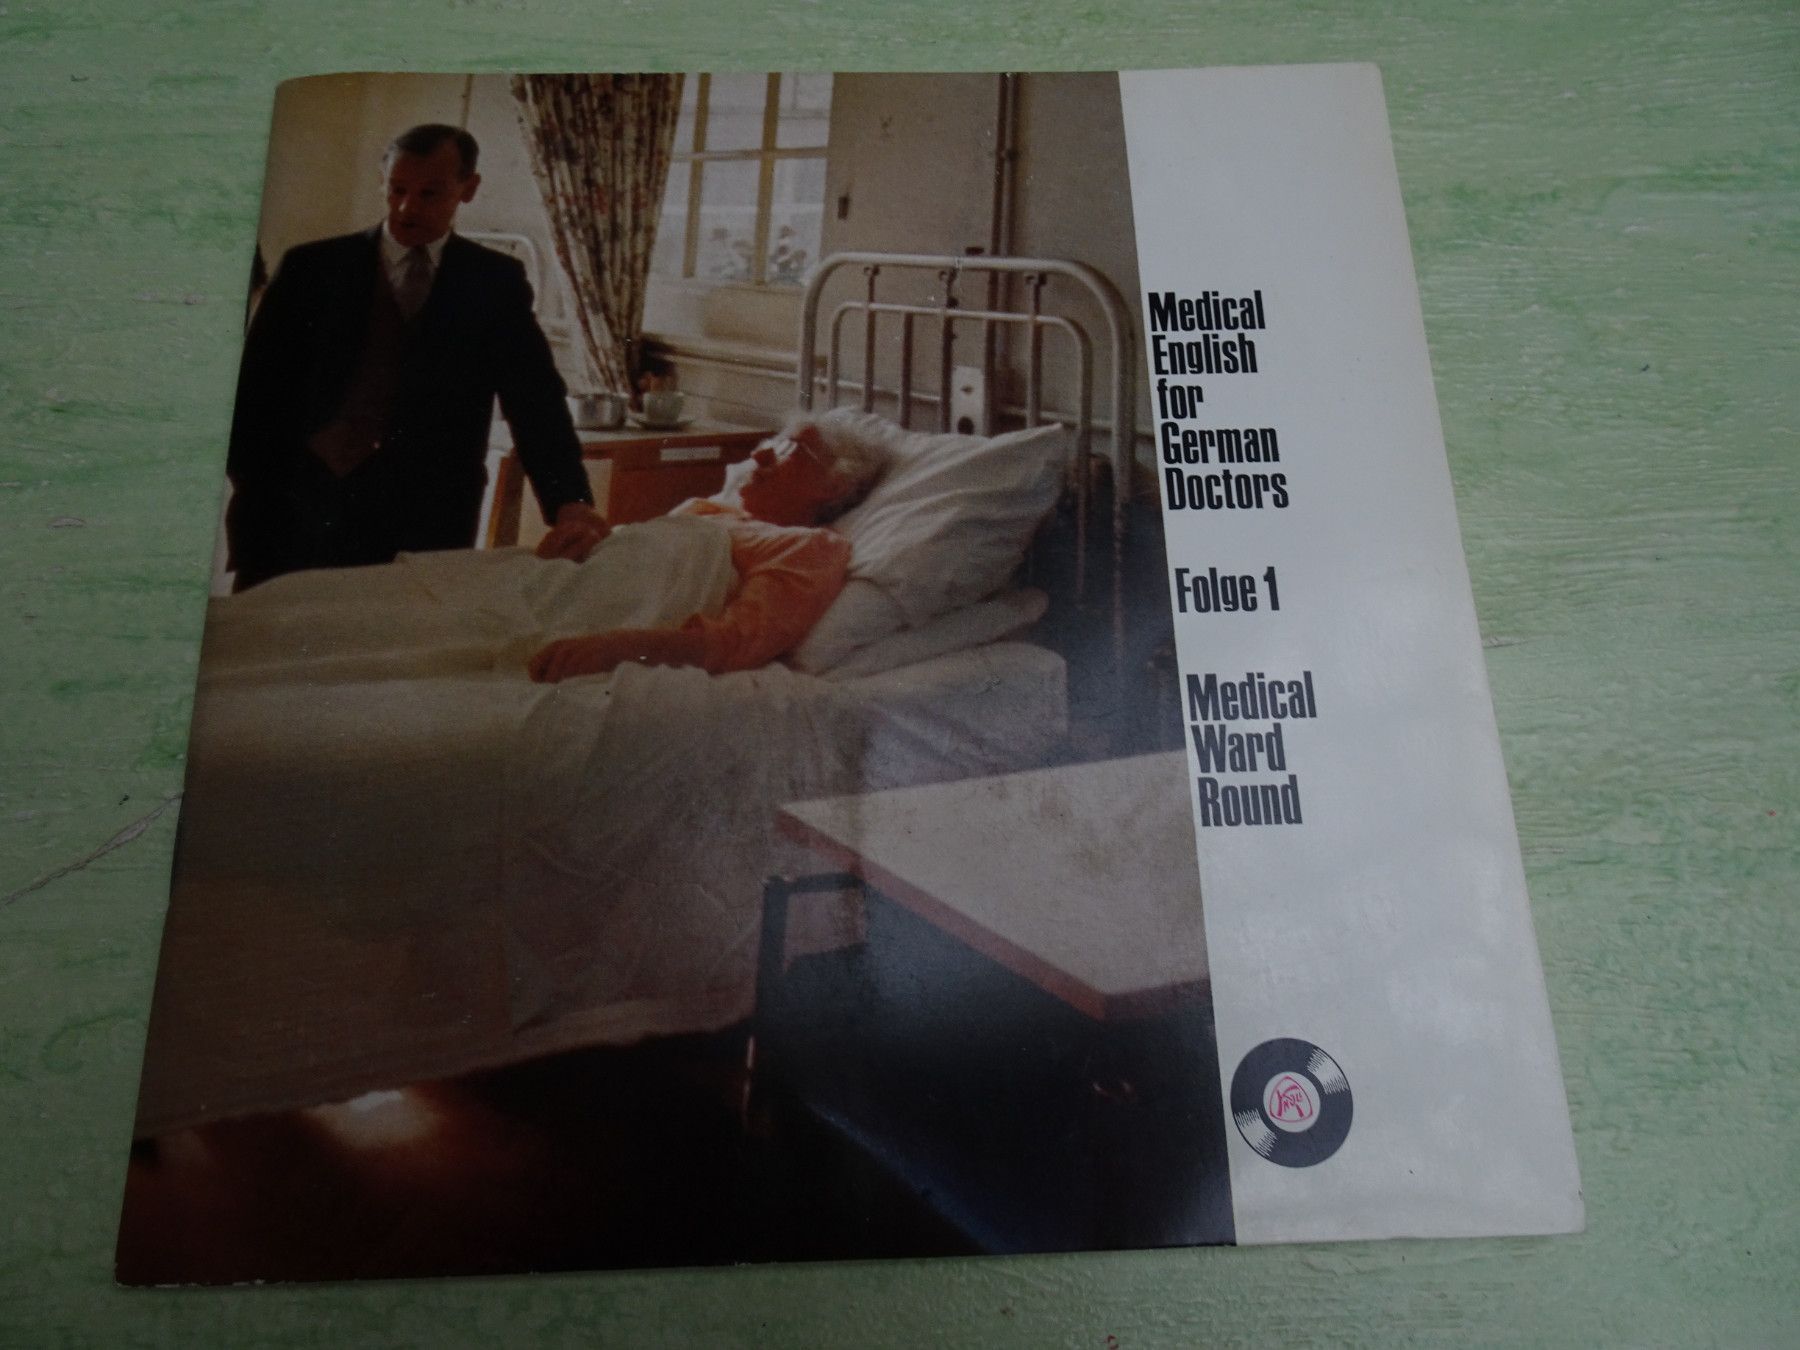 Medical
English
for
German
Doctors
Folge 1
Medical
Ward
Round